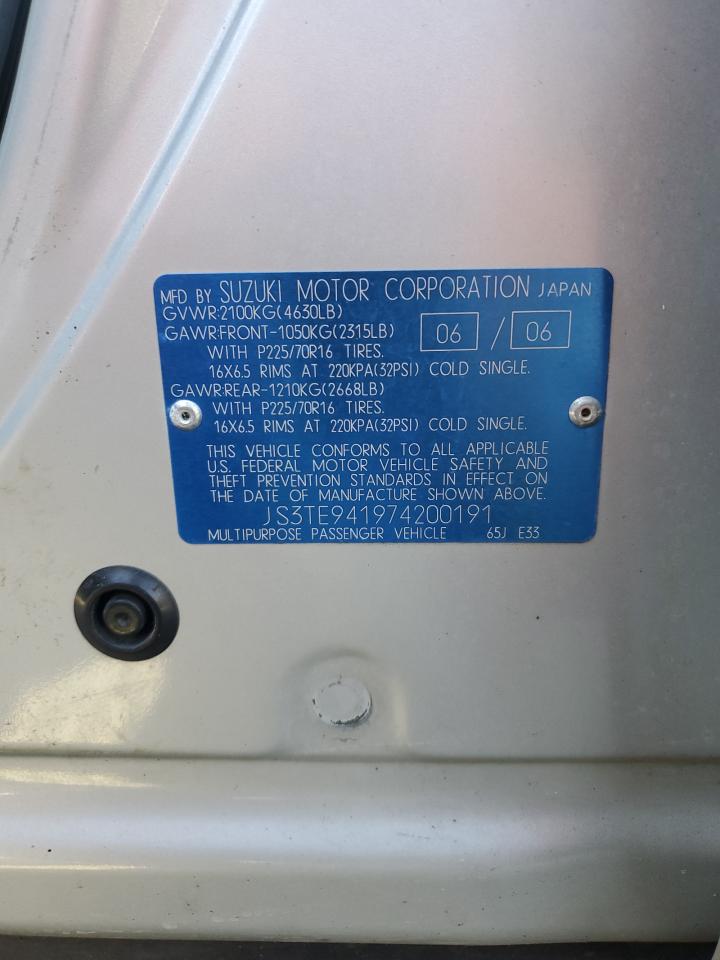 MFD BY SUZUKI MOTOR CORPORATION JAPAN
GVWR:2100KG(4630LB)
GAWR:FRONT-1050KG(2315LB) 06 / 06
WITH P225/70R16 TIRES.
16X6.5 RIMS AT 220KPA(32PSI) COLD SINGLE.
GAWR:REAR-1210KG(2668LB)
WITH P225/70R16 TIRES.
16X6.5 RIMS AT 220KPA(32PSI) COLD SINGLE.
THIS VEHICLE CONFORMS TO ALL APPLICABLE
U.S. FEDERAL MOTOR VEHICLE SAFETY AND
THEFT PREVENTION STANDARDS IN EFFECT ON
THE DATE OF MANUFACTURE SHOWN ABOVE.
JS3TE941974200191
MULTIPURPOSE PASSENGER VEHICLE 65J E33